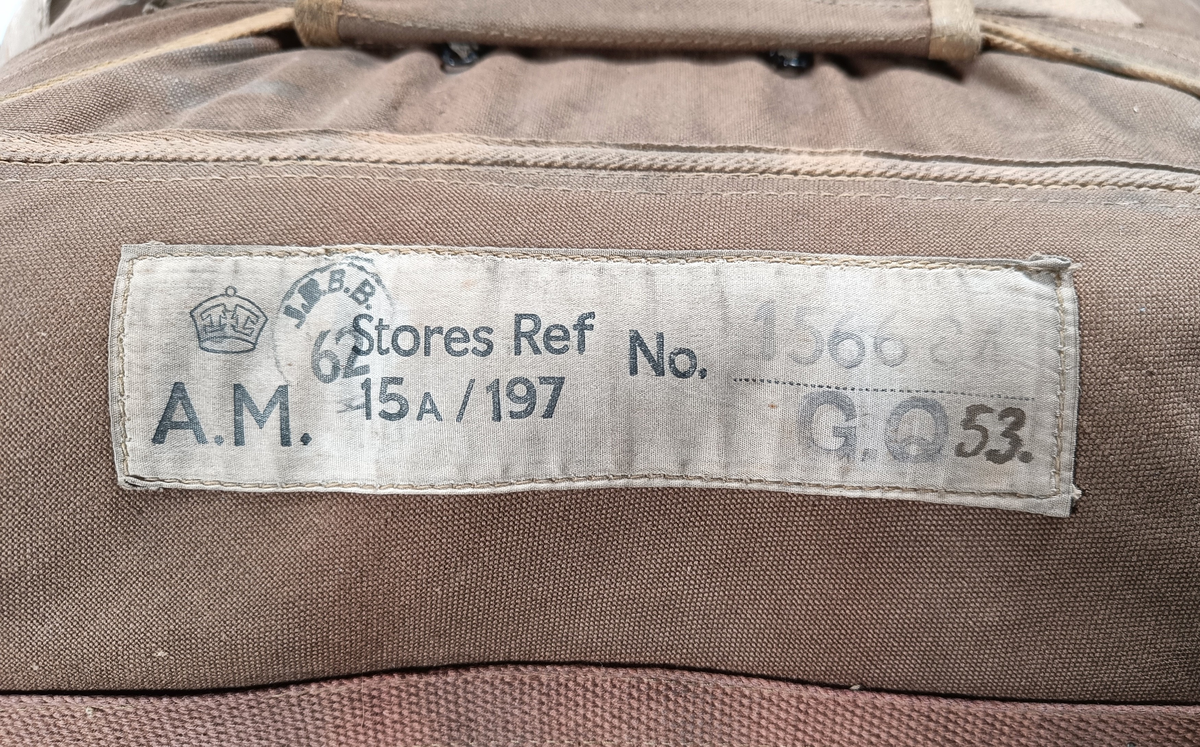 J.R.B.B.
62
A.M.
Stores Ref
15A / 197
No.
G.Q 53.